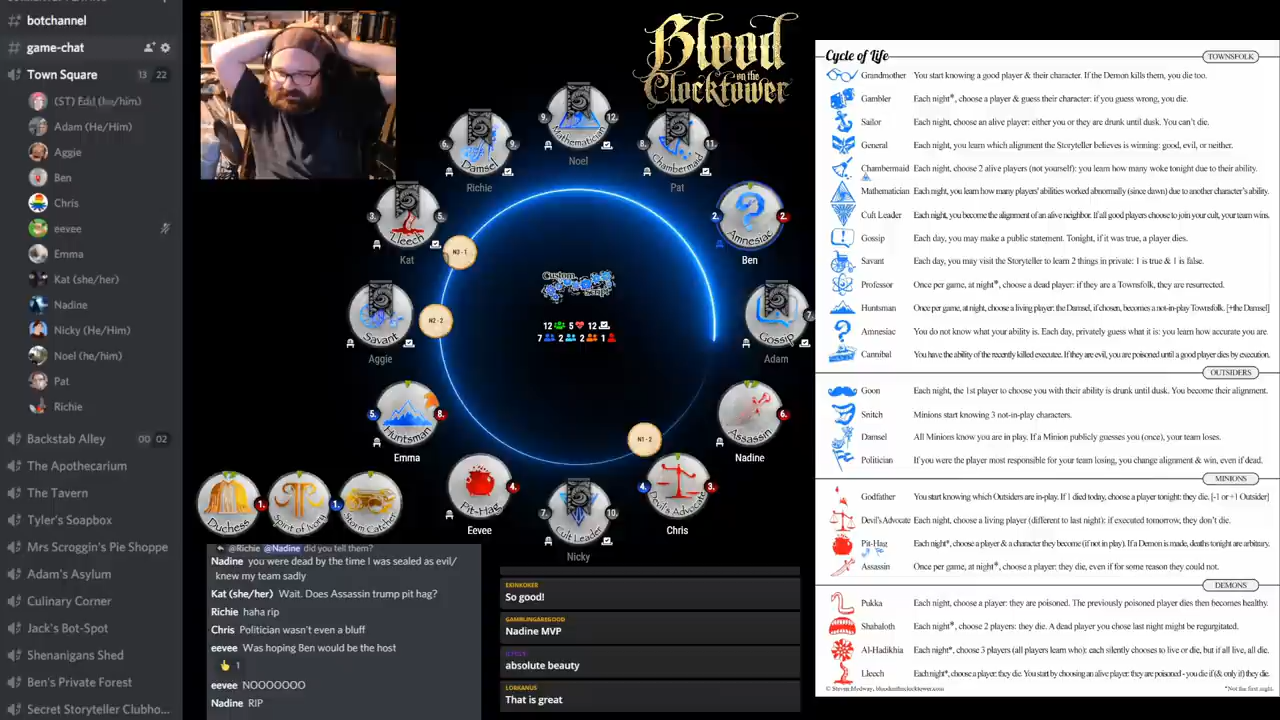 # botchannel
# game-chat
Town Square 13 22
(ST) Edd (he/him)
Adam (He/Him)
Aggie
Ben
Chris
eevee
Emma
Kat (she/her)
Nadine
Nicky (He/Him)
Noel (he/him)
Pat
Richie
Backstab Alley 00 02
The Apothecarium
The Tavern
Tyler's Soapbox
Mrs Scroggin's Pie Shoppe
Adam's Asylum
Culinary Corner
Jack's Hot-Spot
Shenanigans Shed
Ben's Private Forest
Secret Storyteller Clubho...
Blood
on the
Clocktower
Damsel
Richie
Mathematician
Noel
Chambermaid
Pat
Lleech
Kat
Amnesiac
Ben
Savant
Aggie
Gossip
Adam
Huntsman
Emma
Assassin
Nadine
Pit-Hag
Eevee
Cult Leader
Nicky
Devil's Advocate
Chris
Duchess
Spirit of Ivory
Storm Catcher
N3 - 1
N2 - 2
N1 - 2
Custom
Script
12 5 12
7 2 2 1
@Richie @Nadine did you tell them?
Nadine you were dead by the time I was sealed as evil/
knew my team sadly
Kat (she/her) Wait. Does Assassin trump pit hag?
Richie haha rip
Chris Politician wasn't even a bluff
eevee Was hoping Ben would be the host
1
eevee NOOOOOOO
Nadine RIP
So good!
GAMBLINGAREGOOD
Nadine MVP
absolute beauty
LORKANUS
That is great
Cycle of Life
TOWNSFOLK
Grandmother You start knowing a good player & their character. If the Demon kills them, you die too.
Gambler Each night*, choose a player & guess their character: if you guess wrong, you die.
Sailor Each night, choose an alive player: either you or they are drunk until dusk. You can't die.
General Each night, you learn which alignment the Storyteller believes is winning: good, evil, or neither.
Chambermaid Each night, choose 2 alive players (not yourself): you learn how many woke tonight due to their ability.
Mathematician Each night, you learn how many players' abilities worked abnormally (since dawn) due to another character's ability.
Cult Leader Each night, you become the alignment of an alive neighbor. If all good players choose to join your cult, your team wins.
Gossip Each day, you may make a public statement. Tonight, if it was true, a player dies.
Savant Each day, you may visit the Storyteller to learn 2 things in private: 1 is true & 1 is false.
Professor Once per game, at night*, choose a dead player: if they are a Townsfolk, they are resurrected.
Huntsman Once per game, at night, choose a living player: the Damsel, if chosen, becomes a not-in-play Townsfolk. [+the Damsel]
Amnesiac You do not know what your ability is. Each day, privately guess what it is: you learn how accurate you are.
Cannibal You have the ability of the recently killed executee. If they are evil, you are poisoned until a good player dies by execution.
OUTSIDERS
Goon Each night, the 1st player to choose you with their ability is drunk until dusk. You become their alignment.
Snitch Minions start knowing 3 not-in-play characters.
Damsel All Minions know you are in play. If a Minion publicly guesses you (once), your team loses.
Politician If you were the player most responsible for your team losing, you change alignment & win, even if dead.
MINIONS
Godfather You start knowing which Outsiders are in-play. If 1 died today, choose a player tonight: they die. [-1 or +1 Outsider]
Devil's Advocate Each night, choose a living player (different to last night): if executed tomorrow, they don't die.
Pit-Hag Each night*, choose a player & a character they become (if not in play). If a Demon is made, deaths tonight are arbitrary.
Assassin Once per game, at night*, choose a player: they die, even if for some reason they could not.
DEMONS
Pukka Each night, choose a player: they are poisoned. The previously poisoned player dies then becomes healthy.
Shabaloth Each night*, choose 2 players: they die. A dead player you chose last night might be regurgitated.
Al-Hadikhia Each night*, choose 3 players (all players learn who): each silently chooses to live or die, but if all live, all die.
Lleech Each night*, choose a player: they die. You start by choosing an alive player: they are poisoned - you die if (& only if) they die.
© Steven Medway, bloodontheclocktower.com
*Not the first night.